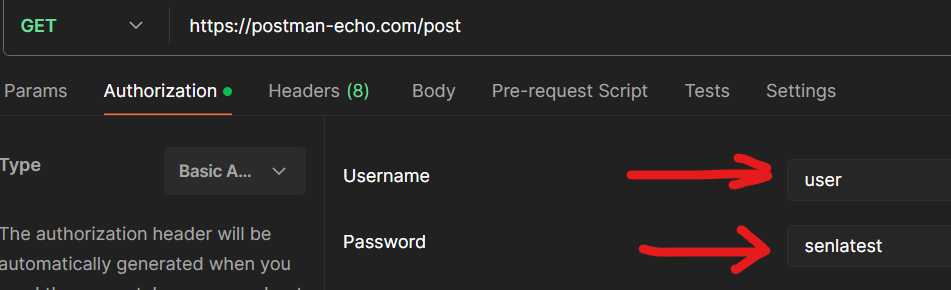 GET https://postman-echo.com/post
Params Authorization Headers (8) Body Pre-request Script Tests Settings
Type Basic A...
Username user
Password senlatest
The authorization header will be
automatically generated when you